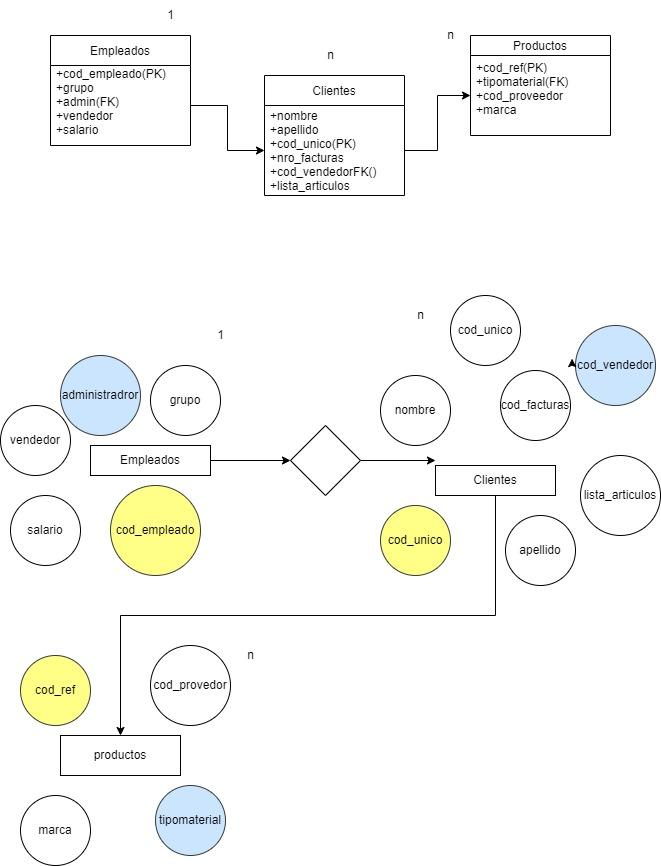 1
Empleados
+cod_empleado(PK)
+grupo
+admin(FK)
+vendedor
+salario
n
Clientes
+nombre
+apellido
+cod_unico(PK)
+nro_facturas
+cod_vendedorFK()
+lista_articulos
n
Productos
+cod_ref(PK)
+tipomaterial(FK)
+cod_proveedor
+marca
1
administradror
grupo
vendedor
Empleados
salario
cod_empleado
n
cod_unico
cod_vendedor
nombre
cod_facturas
Clientes
lista_articulos
cod_unico
apellido
n
cod_ref
cod_provedor
productos
marca
tipomaterial